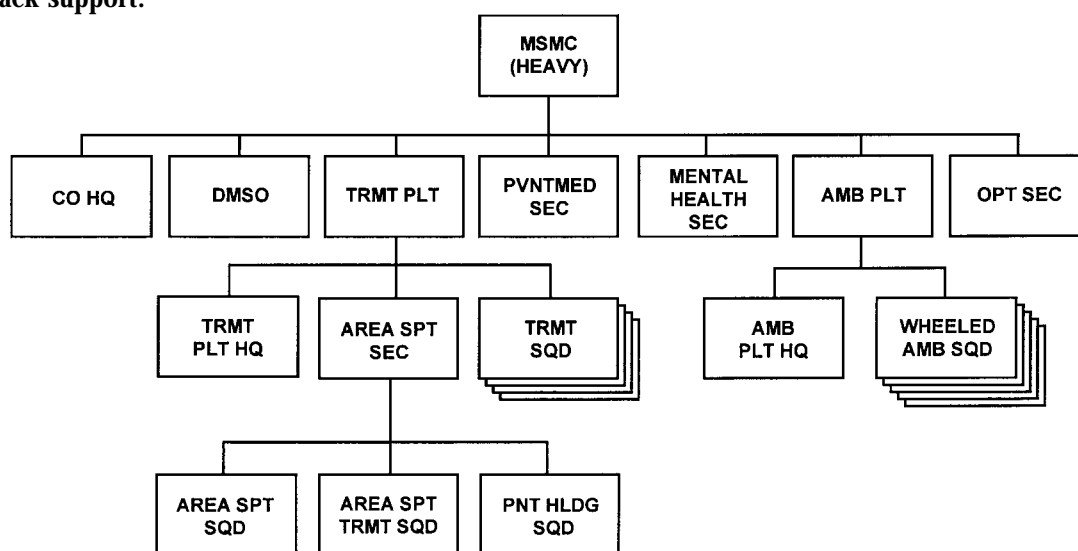 ack support.
MSMC
(HEAVY)
CO HQ
DMSO
TRMT PLT
PVNTMED
SEC
MENTAL
HEALTH
SEC
AMB PLT
OPT SEC
TRMT
PLT HQ
AREA SPT
SEC
TRMT
SQD
AMB
PLT HQ
WHEELED
AMB SQD
AREA SPT
SQD
AREA SPT
TRMT SQD
PNT HLDG
SQD